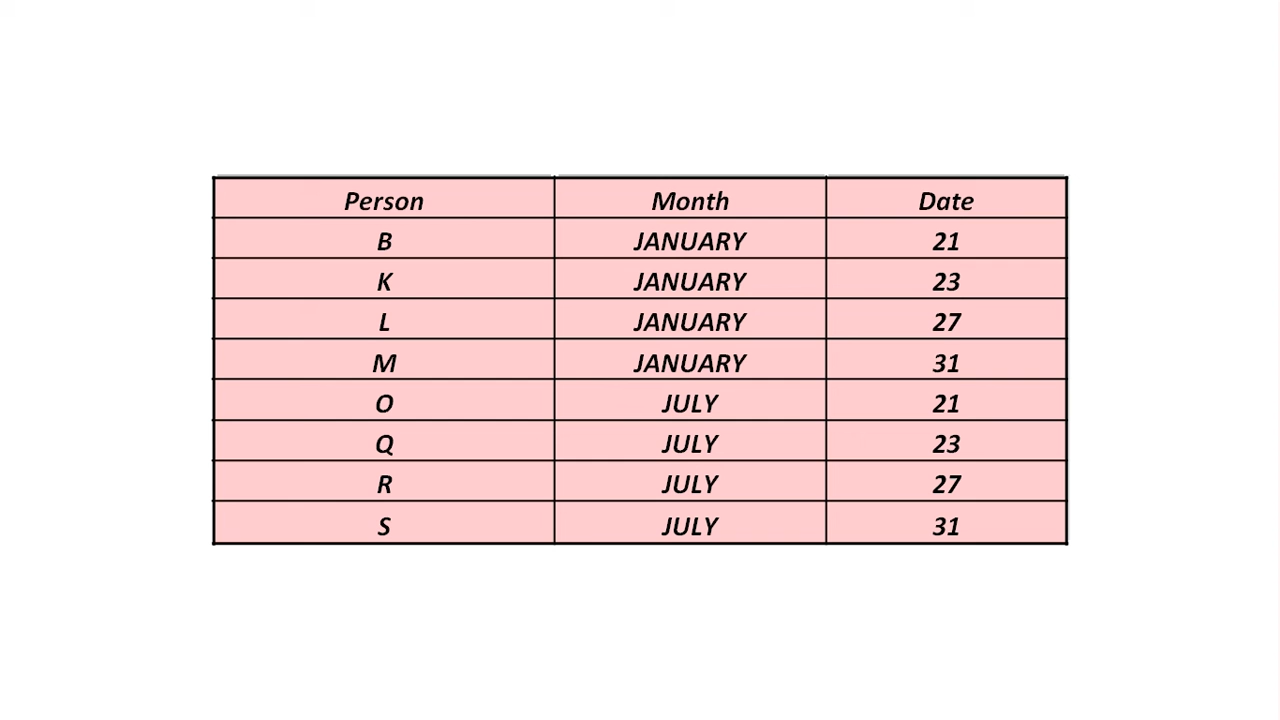 Person Month Date
B JANUARY 21
K JANUARY 23
L JANUARY 27
M JANUARY 31
O JULY 21
Q JULY 23
R JULY 27
S JULY 31